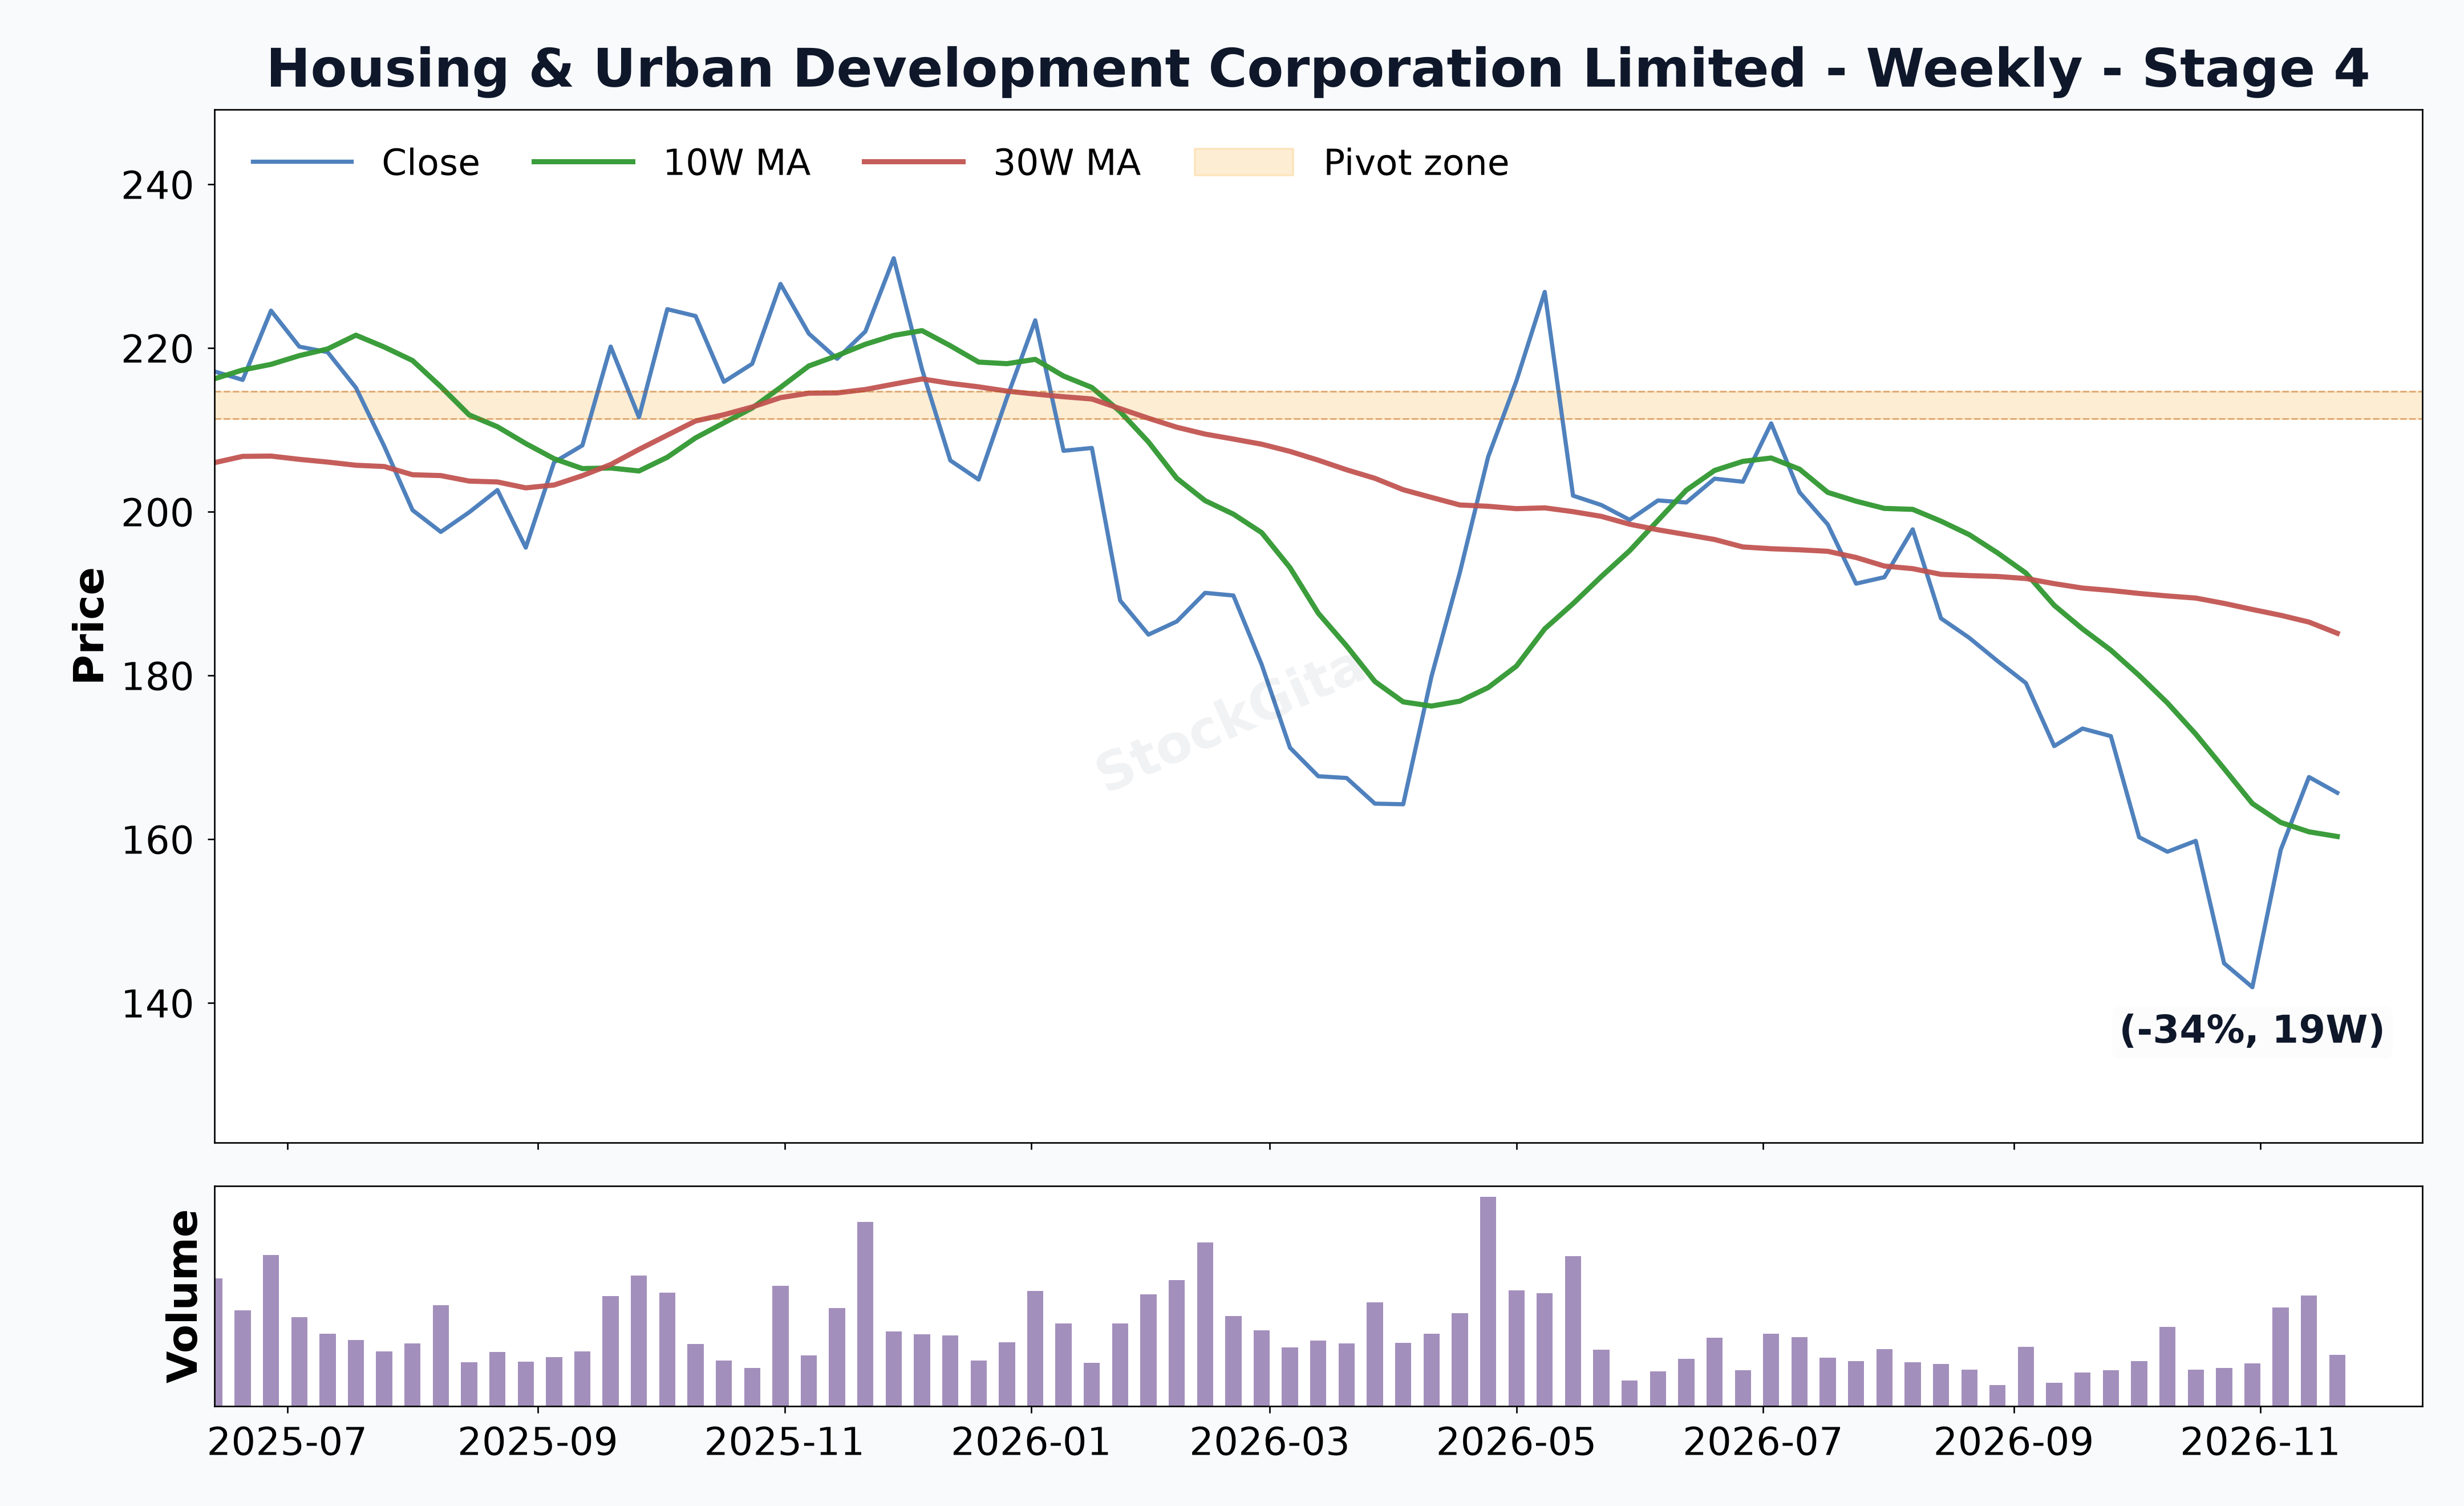 Housing & Urban Development Corporation Limited - Weekly - Stage 4
Close 10W MA 30W MA Pivot zone
240
220
200
180
160
140
Price
StockGita
(-34%, 19W)
Volume
2025-07 2025-09 2025-11 2026-01 2026-03 2026-05 2026-07 2026-09 2026-11